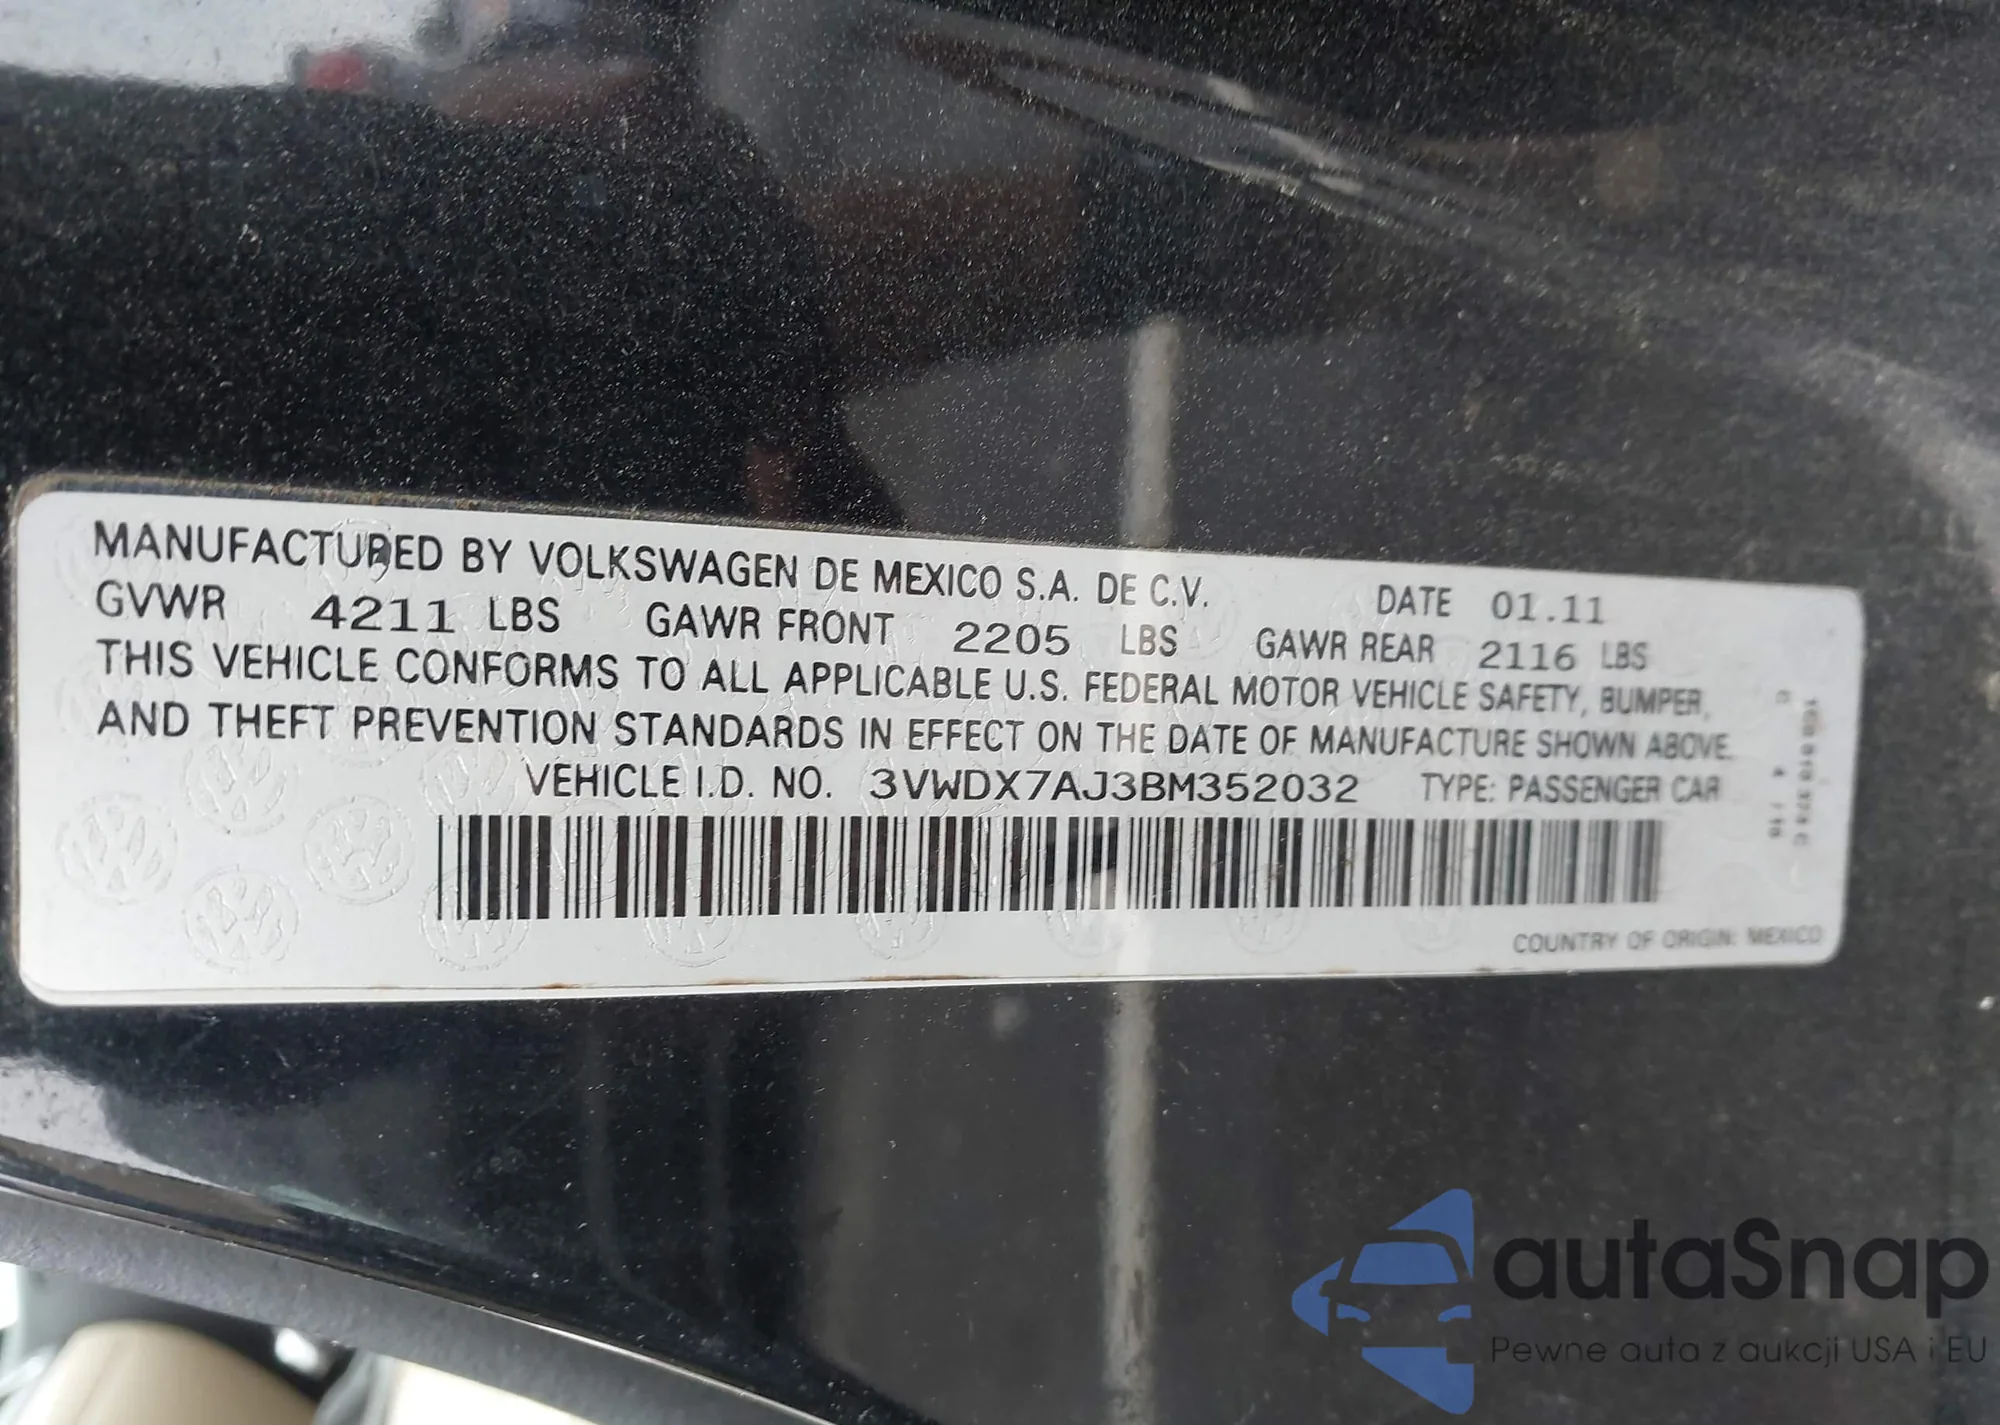 MANUFACTURED BY VOLKSWAGEN DE MEXICO S.A. DE C.V. DATE 01.11
GVWR 4211 LBS GAWR FRONT 2205 LBS GAWR REAR 2116 LBS
THIS VEHICLE CONFORMS TO ALL APPLICABLE U.S. FEDERAL MOTOR VEHICLE SAFETY, BUMPER,
AND THEFT PREVENTION STANDARDS IN EFFECT ON THE DATE OF MANUFACTURE SHOWN ABOVE.
VEHICLE I.D. NO. 3VWDX7AJ3BM352032 TYPE: PASSENGER CAR
COUNTRY OF ORIGIN: MEXICO
autaSnap
Pewne auta z aukcji USA i EU